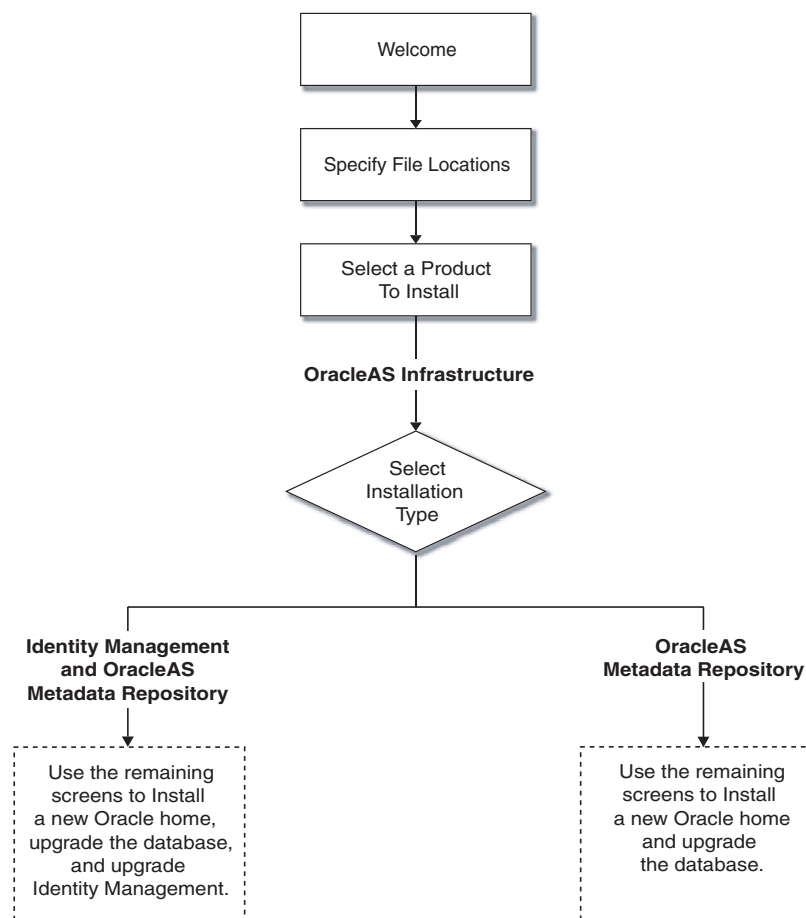 Welcome
Specify File Locations
Select a Product
To Install
OracleAS Infrastructure
Select
Installation
Type
Identity Management
and OracleAS
Metadata Repository
OracleAS
Metadata Repository
Use the remaining
screens to Install
a new Oracle home,
upgrade the database,
and upgrade
Identity Management.
Use the remaining
screens to Install
a new Oracle home
and upgrade
the database.